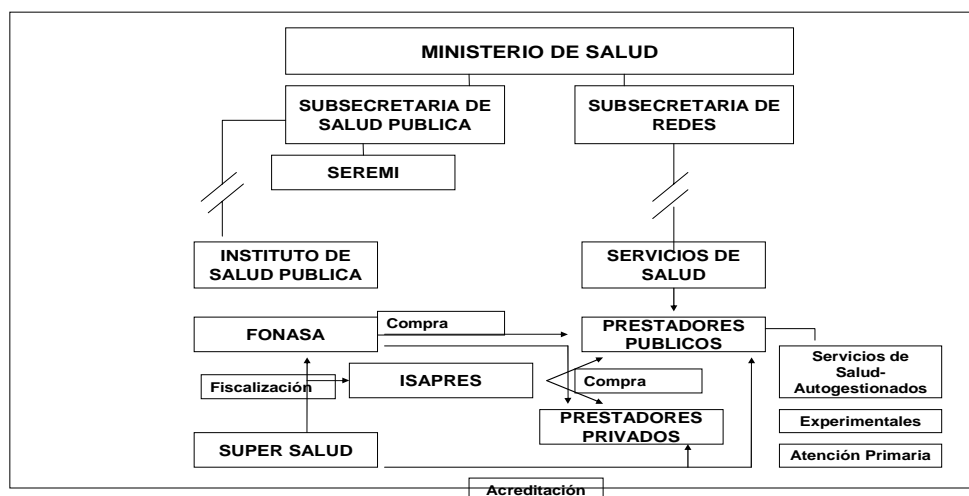 MINISTERIO DE SALUD
SUBSECRETARIA DE
SALUD PUBLICA
SUBSECRETARIA DE
REDES
SEREMI
INSTITUTO DE
SALUD PUBLICA
SERVICIOS DE
SALUD
FONASA
Compra
PRESTADORES
PUBLICOS
Servicios de
Salud-
Autogestionados
Fiscalización
ISAPRES
Compra
PRESTADORES
PRIVADOS
Experimentales
SUPER SALUD
Atención Primaria
Acreditación